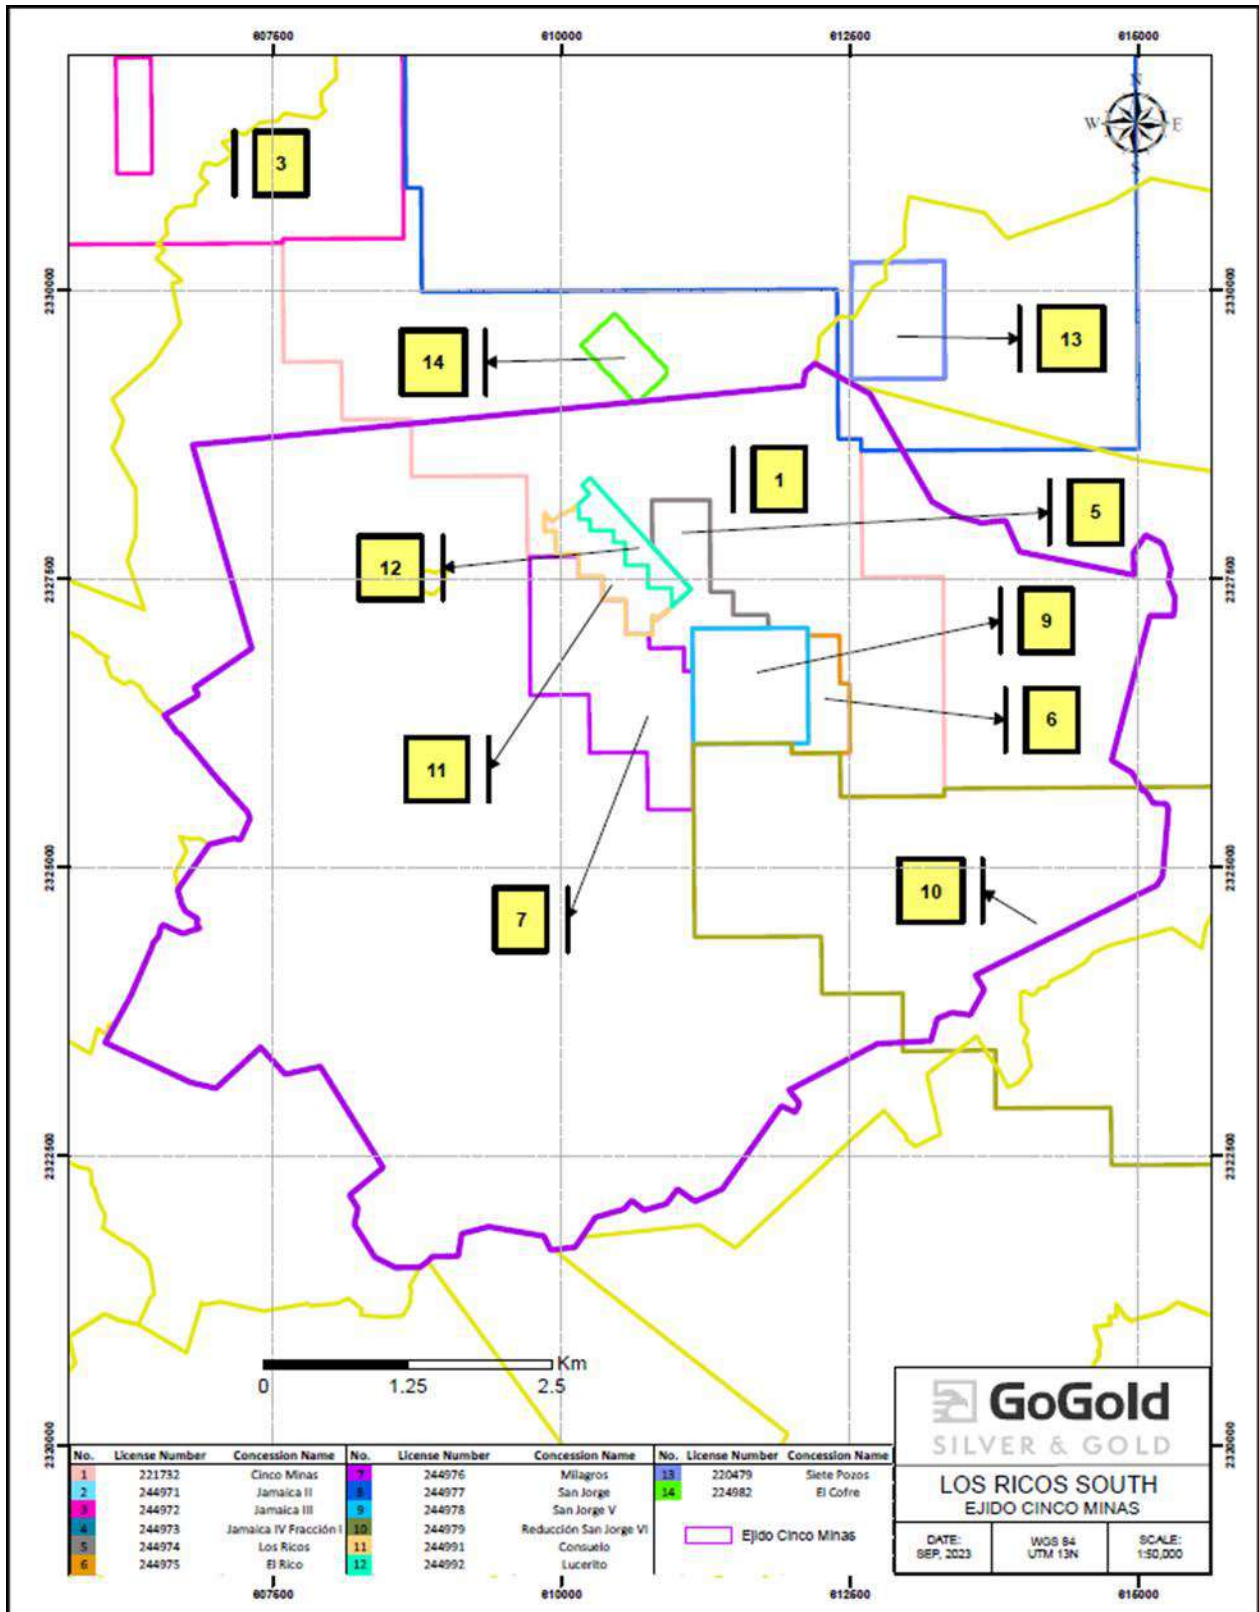 607500 610000 612500 615000
N
W E
S
3
2330000 2330000
13
14
1
5
12
2327500 2327500
9
6
11
2325000 2325000
10
7
2322500 2322500
Km
0 1.25 2.5
GoGold
SILVER & GOLD
2320000 2320000
LOS RICOS SOUTH
EJIDO CINCO MINAS
DATE: SEP, 2023
WGS 84 UTM 13N
SCALE: 1:50,000
No. License Number Concession Name No. License Number Concession Name No. License Number Concession Name
1 221732 Cinco Minas 7 244976 Milagros 13 220479 Siete Pozos
2 244971 Jamaica II 8 244977 San Jorge 14 224982 El Cofre
3 244972 Jamaica III 9 244978 San Jorge V
4 244973 Jamaica IV Fracción I 10 244979 Reducción San Jorge VI
5 244974 Los Ricos 11 244991 Consuelo
6 244975 El Rico 12 244992 Lucerito
Ejido Cinco Minas
607500 610000 612500 615000